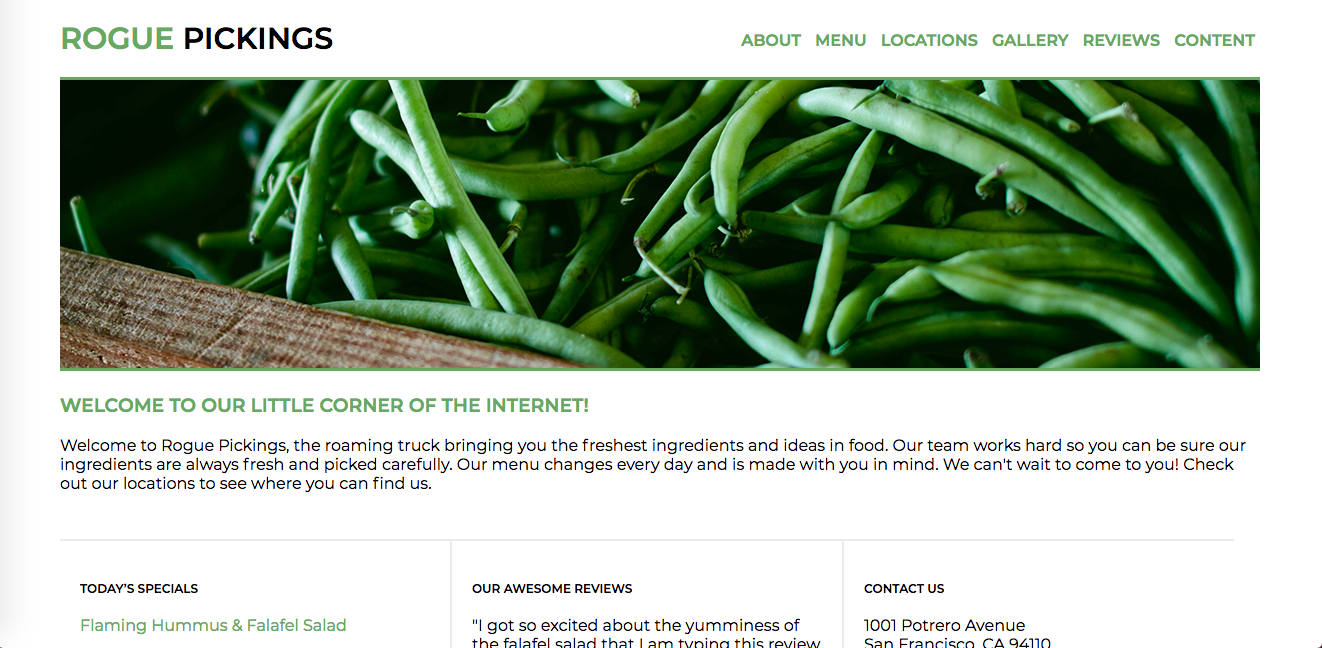 ROGUE PICKINGS
ABOUT MENU LOCATIONS GALLERY REVIEWS CONTENT
WELCOME TO OUR LITTLE CORNER OF THE INTERNET!
Welcome to Rogue Pickings, the roaming truck bringing you the freshest ingredients and ideas in food. Our team works hard so you can be sure our
ingredients are always fresh and picked carefully. Our menu changes every day and is made with you in mind. We can't wait to come to you! Check
out our locations to see where you can find us.
TODAY'S SPECIALS
Flaming Hummus & Falafel Salad
OUR AWESOME REVIEWS
"I got so excited about the yumminess of
the falafel salad that I am typing this review
CONTACT US
1001 Potrero Avenue
San Francisco, CA 94110